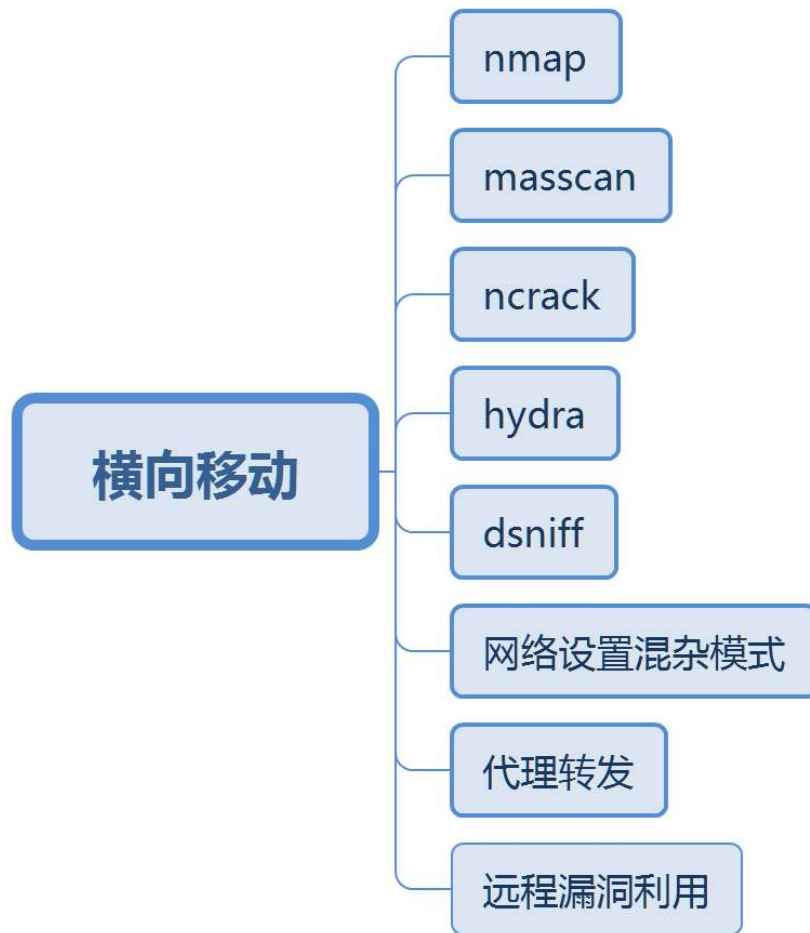 横向移动
nmap
masscan
ncrack
hydra
dsniff
网络设置混杂模式
代理转发
远程漏洞利用